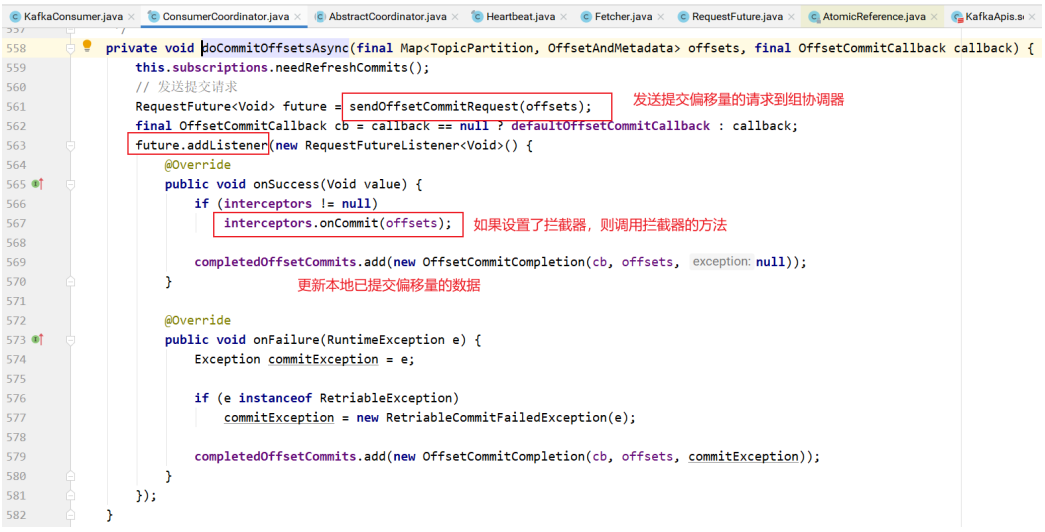 KafkaConsumer.java × ConsumerCoordinator.java × AbstractCoordinator.java × Heartbeat.java × Fetcher.java × RequestFuture.java × AtomicReference.java × KafkaApis.s
557 */
558 private void doCommitOffsetsAsync(final Map<TopicPartition, OffsetAndMetadata> offsets, final OffsetCommitCallback callback) {
559 this.subscriptions.needRefreshCommits();
560 // 发送提交请求
561 RequestFuture<Void> future = sendOffsetCommitRequest(offsets); 发送提交偏移量的请求到组协调器
562 final OffsetCommitCallback cb = callback == null ? defaultOffsetCommitCallback : callback;
563 future.addListener(new RequestFutureListener<Void>() {
564 @Override
565 public void onSuccess(Void value) {
566 if (interceptors != null)
567 interceptors.onCommit(offsets); 如果设置了拦截器，则调用拦截器的方法
568
569 completedOffsetCommits.add(new OffsetCommitCompletion(cb, offsets, exception: null));
570 } 更新本地已提交偏移量的数据
571
572 @Override
573 public void onFailure(RuntimeException e) {
574 Exception commitException = e;
575
576 if (e instanceof RetriableException)
577 commitException = new RetriableCommitFailedException(e);
578
579 completedOffsetCommits.add(new OffsetCommitCompletion(cb, offsets, commitException));
580 }
581 });
582 }